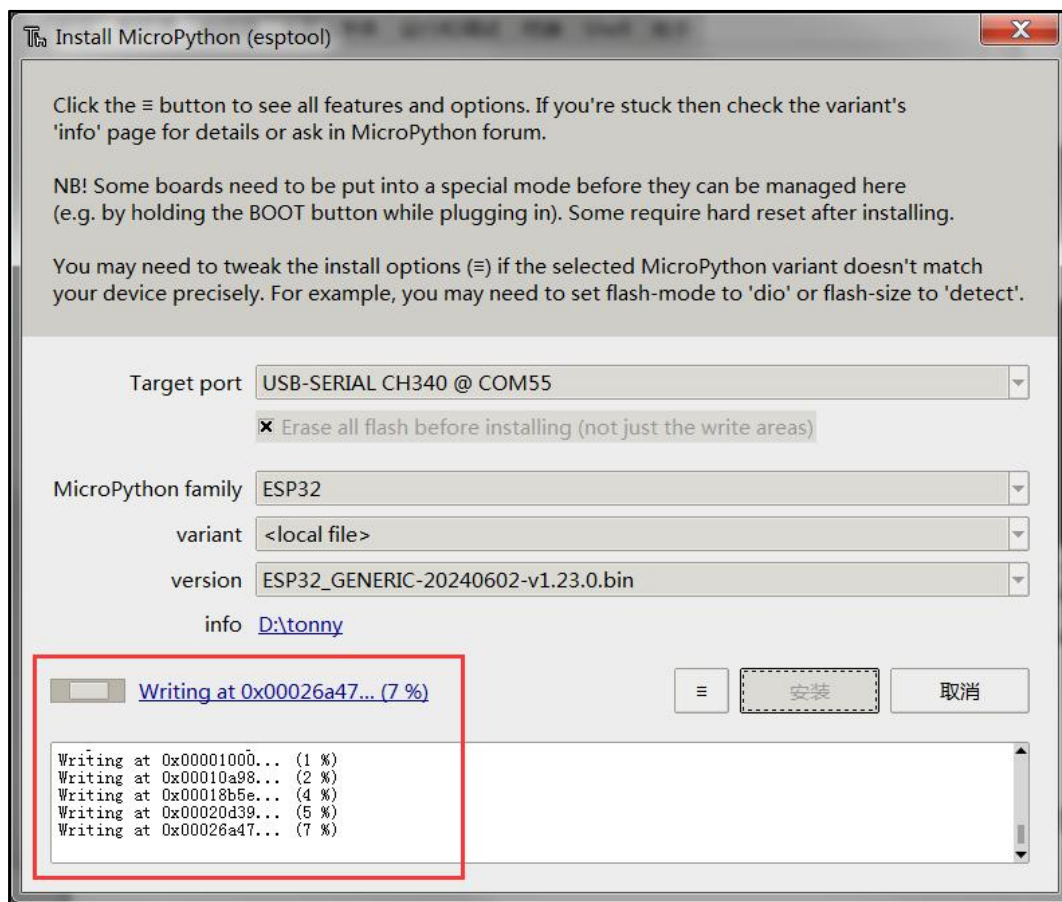 Install MicroPython (esptool)
X
Click the ≡ button to see all features and options. If you're stuck then check the variant's
'info' page for details or ask in MicroPython forum.
NB! Some boards need to be put into a special mode before they can be managed here
(e.g. by holding the BOOT button while plugging in). Some require hard reset after installing.
You may need to tweak the install options (≡) if the selected MicroPython variant doesn't match
your device precisely. For example, you may need to set flash-mode to 'dio' or flash-size to 'detect'.
Target port USB-SERIAL CH340 @ COM55
Erase all flash before installing (not just the write areas)
MicroPython family ESP32
variant <local file>
version ESP32_GENERIC-20240602-v1.23.0.bin
info D:\tonny
Writing at 0x00026a47... (7 %) ≡ 安装 取消
Writing at 0x00001000... (1 %)
Writing at 0x00010a98... (2 %)
Writing at 0x00018b5e... (4 %)
Writing at 0x00020d39... (5 %)
Writing at 0x00026a47... (7 %)